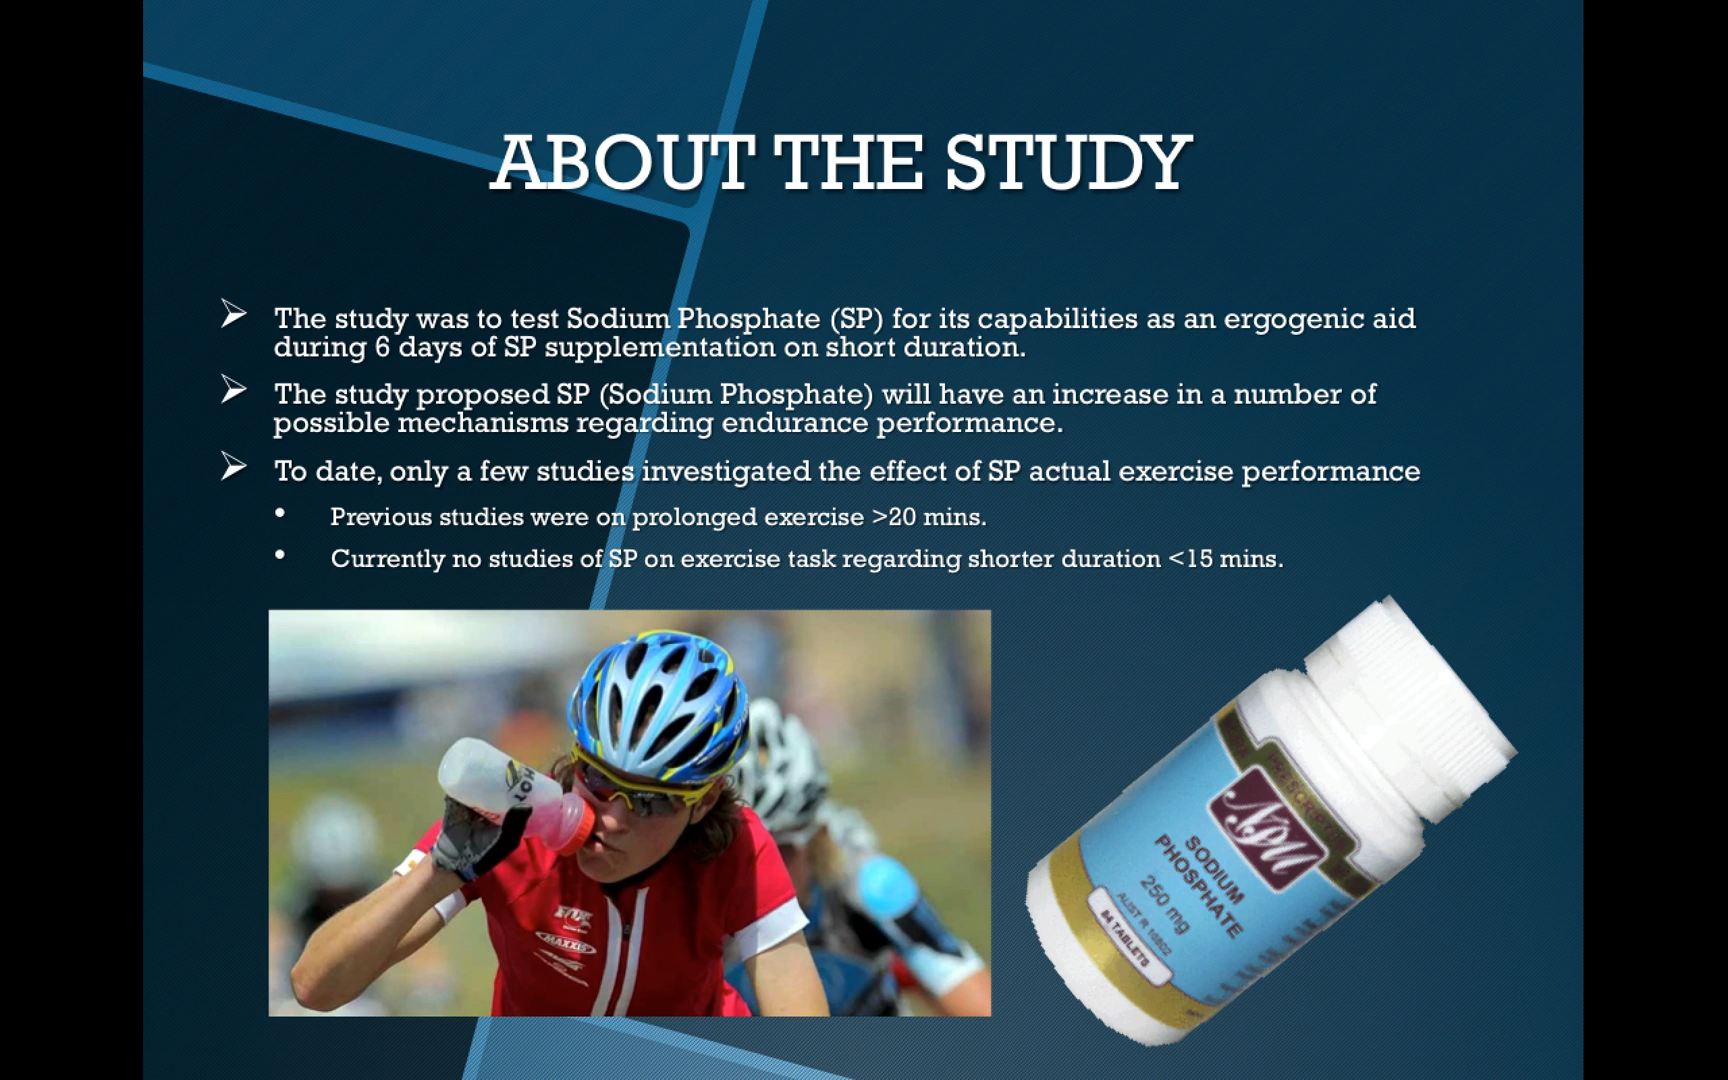 ABOUT THE STUDY
The study was to test Sodium Phosphate (SP) for its capabilities as an ergogenic aid
during 6 days of SP supplementation on short duration.
The study proposed SP (Sodium Phosphate) will have an increase in a number of
possible mechanisms regarding endurance performance.
To date, only a few studies investigated the effect of SP actual exercise performance
Previous studies were on prolonged exercise >20 mins.
Currently no studies of SP on exercise task regarding shorter duration <15 mins.
FOX
MAXXIS
NPM
SODIUM
PHOSPHATE
250 mg
84 TABLETS